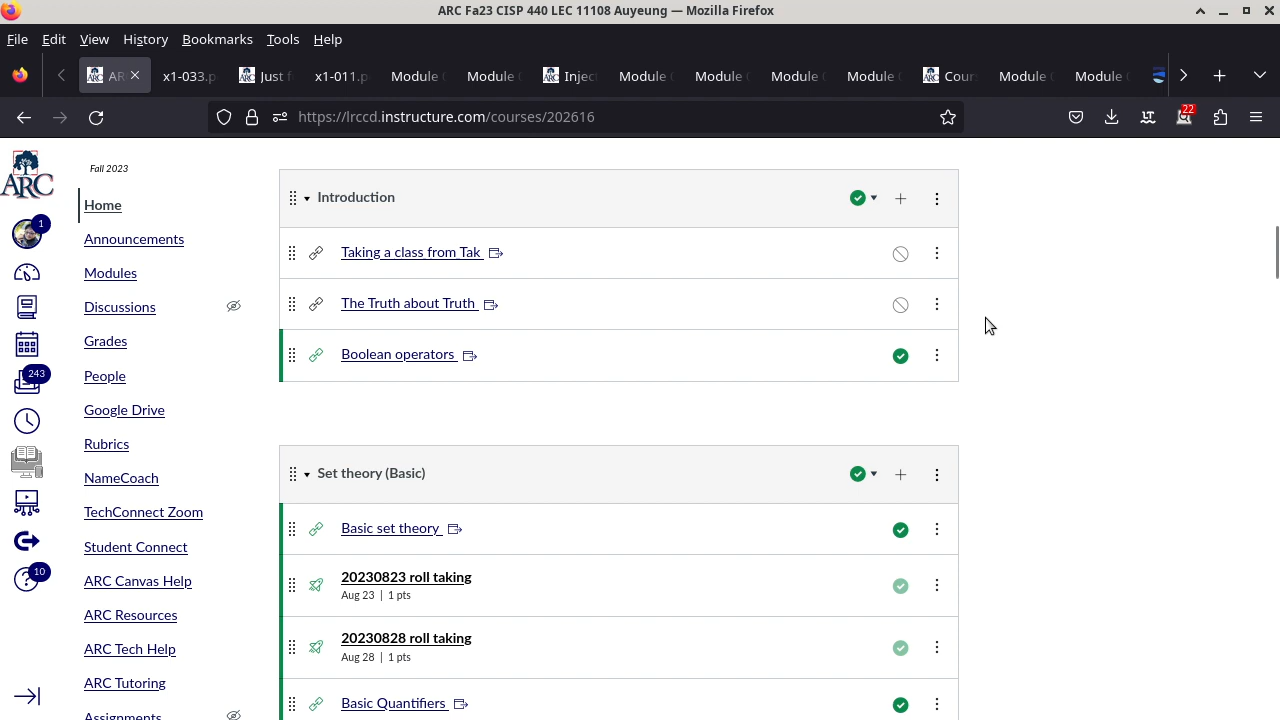 ARC Fa23 CISP 440 LEC 11108 Auyeung — Mozilla Firefox
File Edit View History Bookmarks Tools Help
AR x1-033.p Just f x1-011.p Module Module Injec Module Module Module Module Cour Module Module
https://lrccd.instructure.com/courses/202616
22
ARC
Fall 2023
1
243
10
Home
Announcements
Modules
Discussions
Grades
People
Google Drive
Rubrics
NameCoach
TechConnect Zoom
Student Connect
ARC Canvas Help
ARC Resources
ARC Tech Help
ARC Tutoring
Assignments
Introduction
Taking a class from Tak
The Truth about Truth
Boolean operators
Set theory (Basic)
Basic set theory
20230823 roll taking
Aug 23 | 1 pts
20230828 roll taking
Aug 28 | 1 pts
Basic Quantifiers